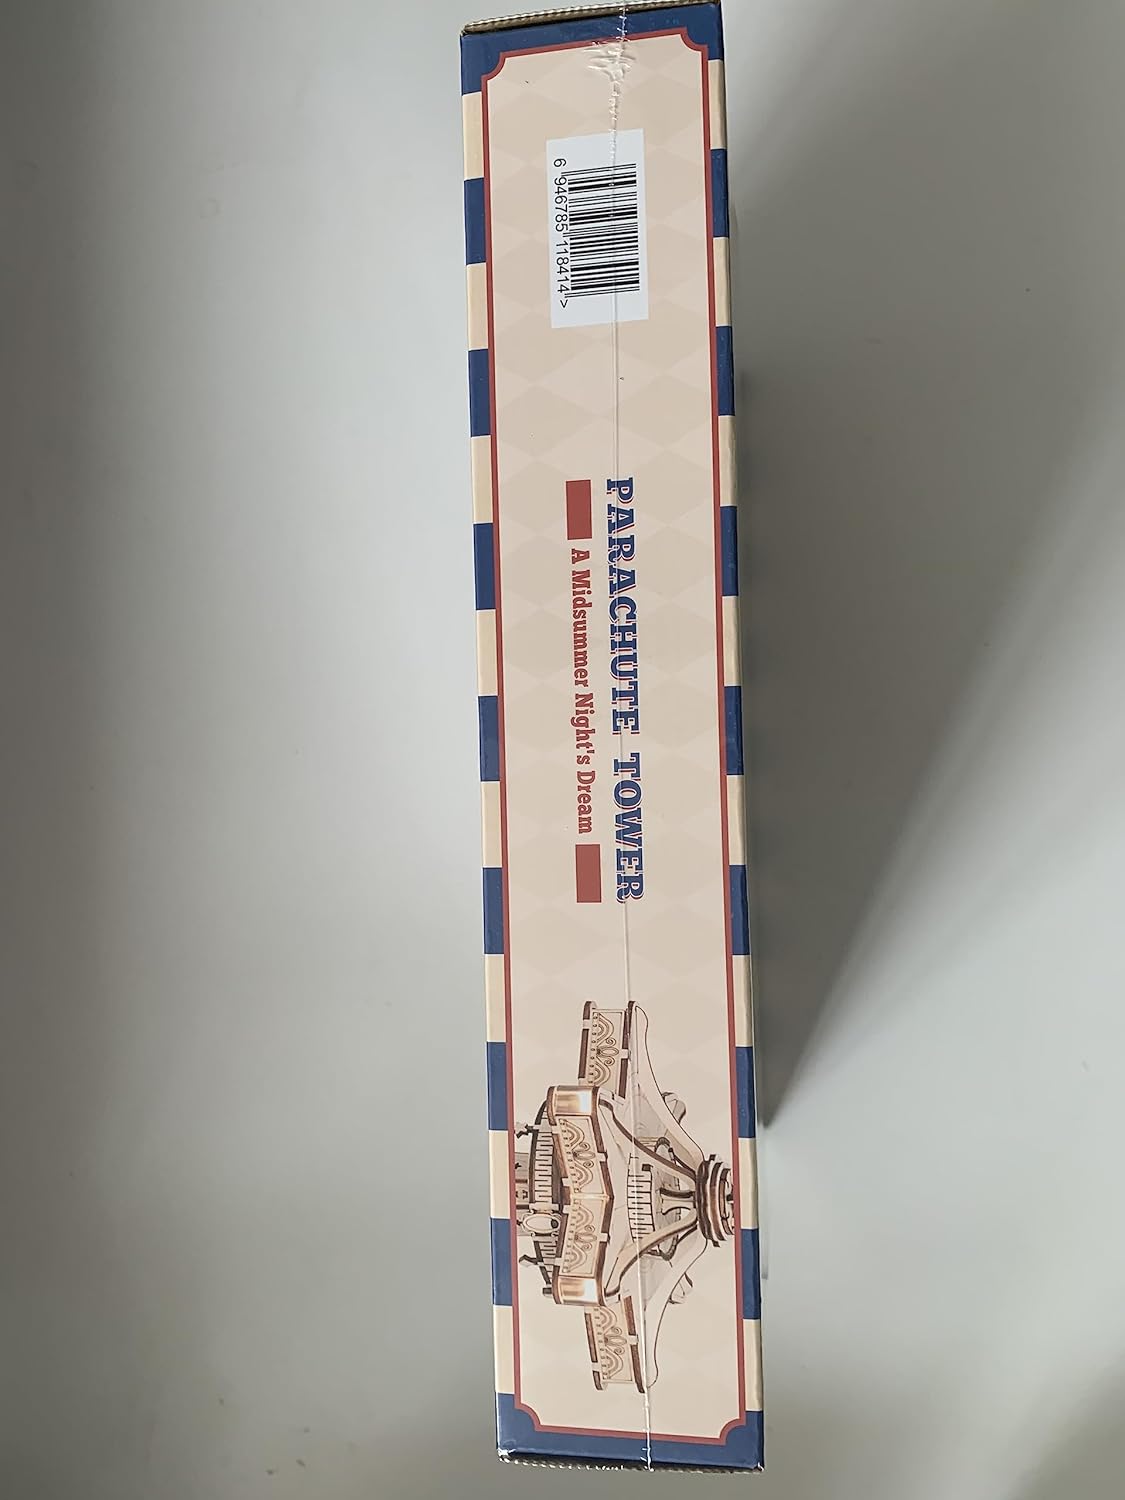 6 946785 118414 >
PARACHUTE TOWER
A Midsummer Night's Dream